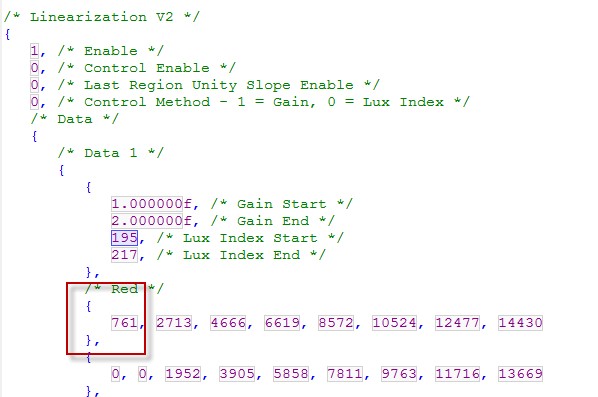 /* Linearization V2 */
{
1, /* Enable */
0, /* Control Enable */
0, /* Last Region Unity Slope Enable */
0, /* Control Method - 1 = Gain, 0 = Lux Index */
/* Data */
{
/* Data 1 */
{
{
1.000000f, /* Gain Start */
2.000000f, /* Gain End */
195, /* Lux Index Start */
217, /* Lux Index End */
},
/* Red */
{
761, 2713, 4666, 6619, 8572, 10524, 12477, 14430
},
{
0, 0, 1952, 3905, 5858, 7811, 9763, 11716, 13669
},